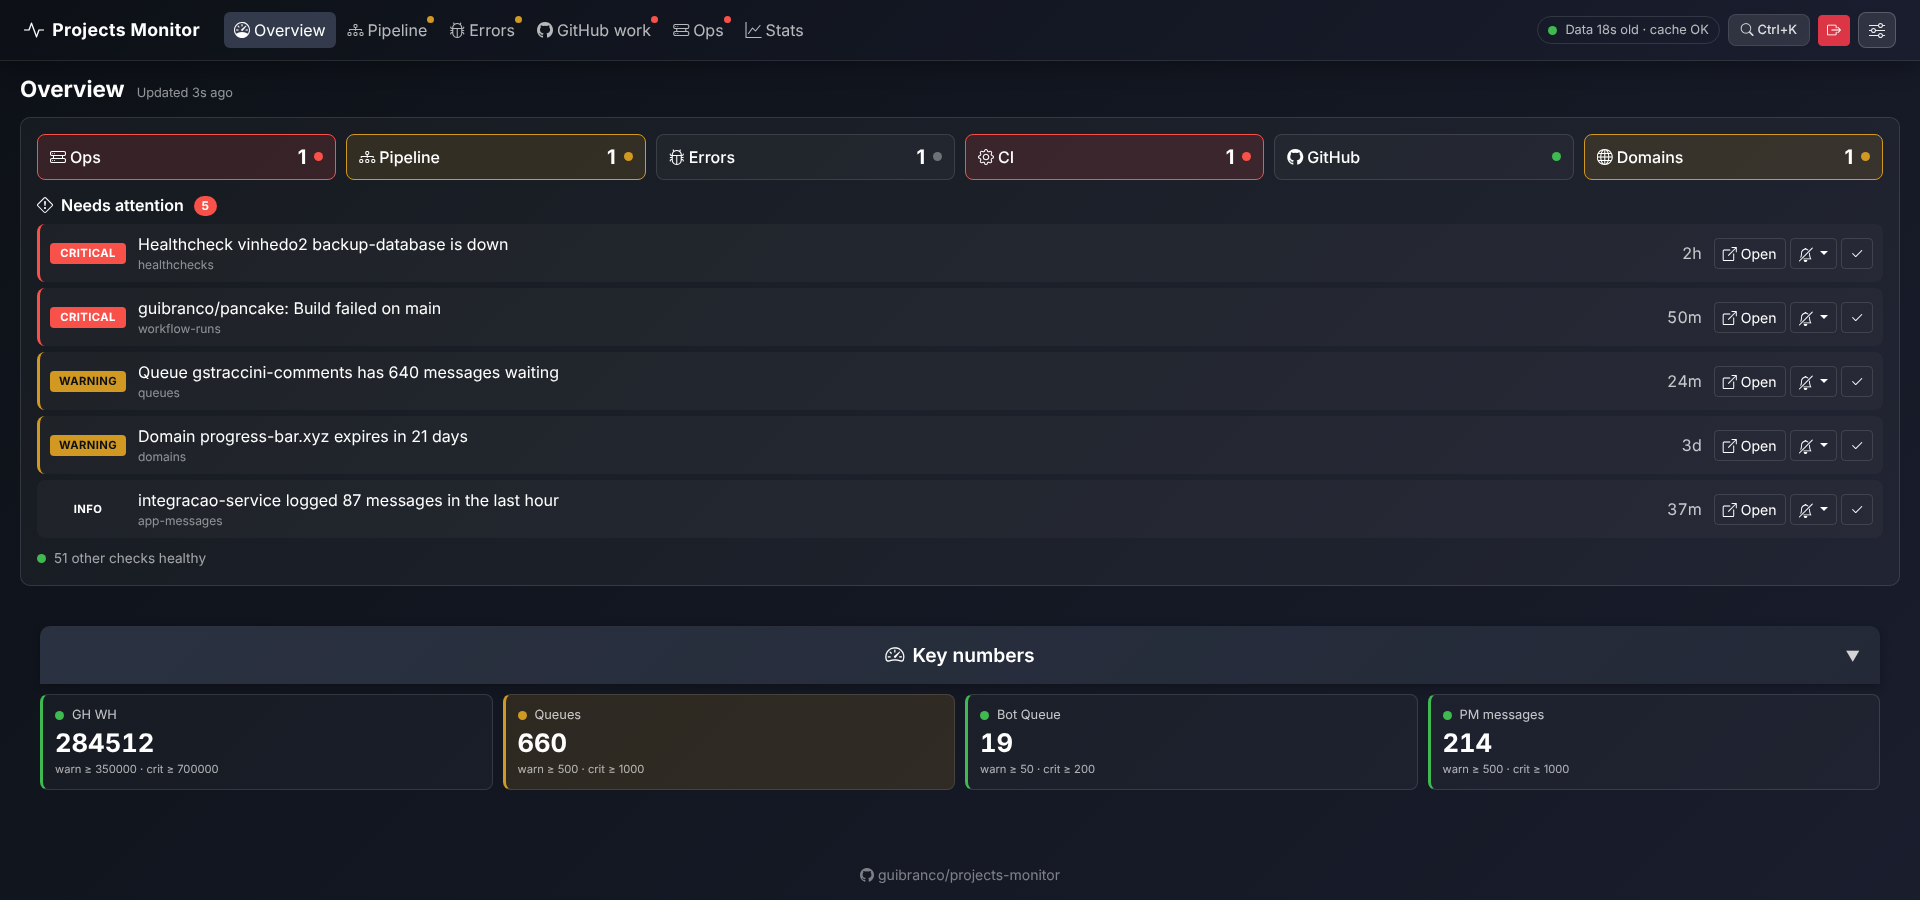 Projects Monitor
Overview
Pipeline
Errors
GitHub work
Ops
Stats
Data 18s old · cache OK
Ctrl+K
Overview
Updated 3s ago
Ops 1
Pipeline 1
Errors 1
CI 1
GitHub
Domains 1
Needs attention 5
CRITICAL
Healthcheck vinhedo2 backup-database is down
healthchecks
2h
Open
CRITICAL
guibranco/pancake: Build failed on main
workflow-runs
50m
Open
WARNING
Queue gstraccini-comments has 640 messages waiting
queues
24m
Open
WARNING
Domain progress-bar.xyz expires in 21 days
domains
3d
Open
INFO
integracao-service logged 87 messages in the last hour
app-messages
37m
Open
51 other checks healthy
Key numbers
GH WH
284512
warn ≥ 350000 · crit ≥ 700000
Queues
660
warn ≥ 500 · crit ≥ 1000
Bot Queue
19
warn ≥ 50 · crit ≥ 200
PM messages
214
warn ≥ 500 · crit ≥ 1000
guibranco/projects-monitor